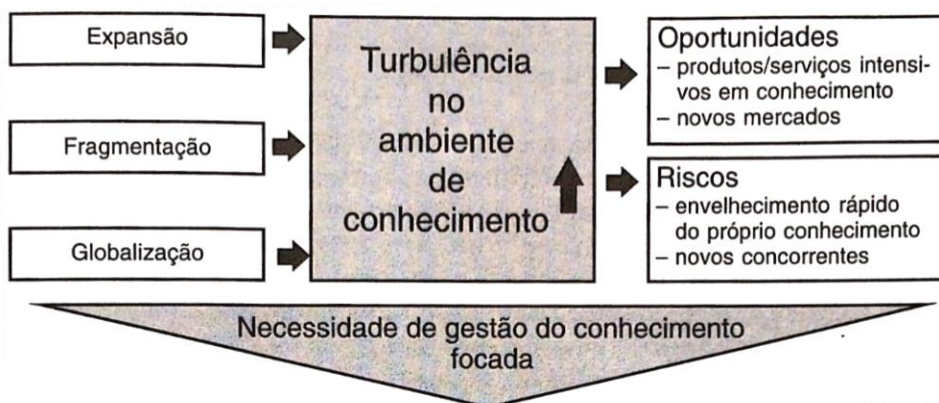 Expansão
Fragmentação
Globalização
Turbulência
no
ambiente
de
conhecimento
Oportunidades
– produtos/serviços intensi-
vos em conhecimento
– novos mercados
Riscos
– envelhecimento rápido
do próprio conhecimento
– novos concorrentes
Necessidade de gestão do conhecimento
focada